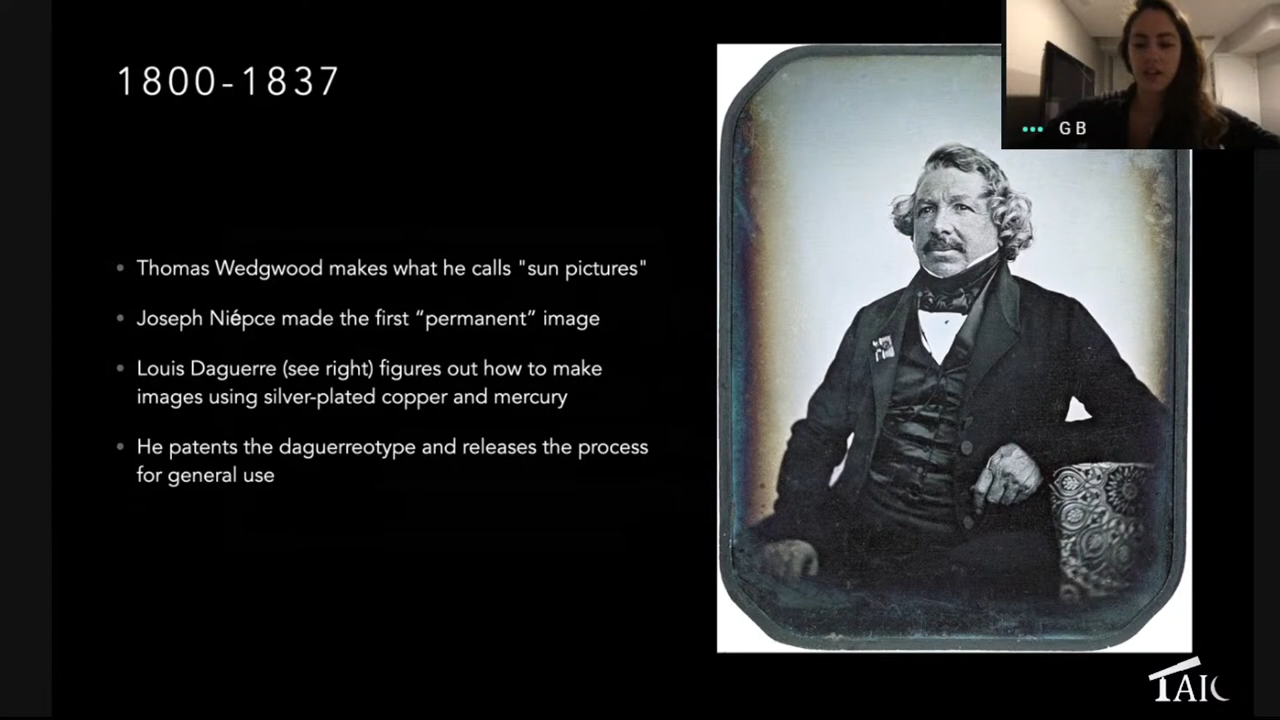 1800-1837
GB
Thomas Wedgwood makes what he calls "sun pictures"
Joseph Niépce made the first “permanent” image
Louis Daguerre (see right) figures out how to make
images using silver-plated copper and mercury
He patents the daguerreotype and releases the process
for general use
TAIC